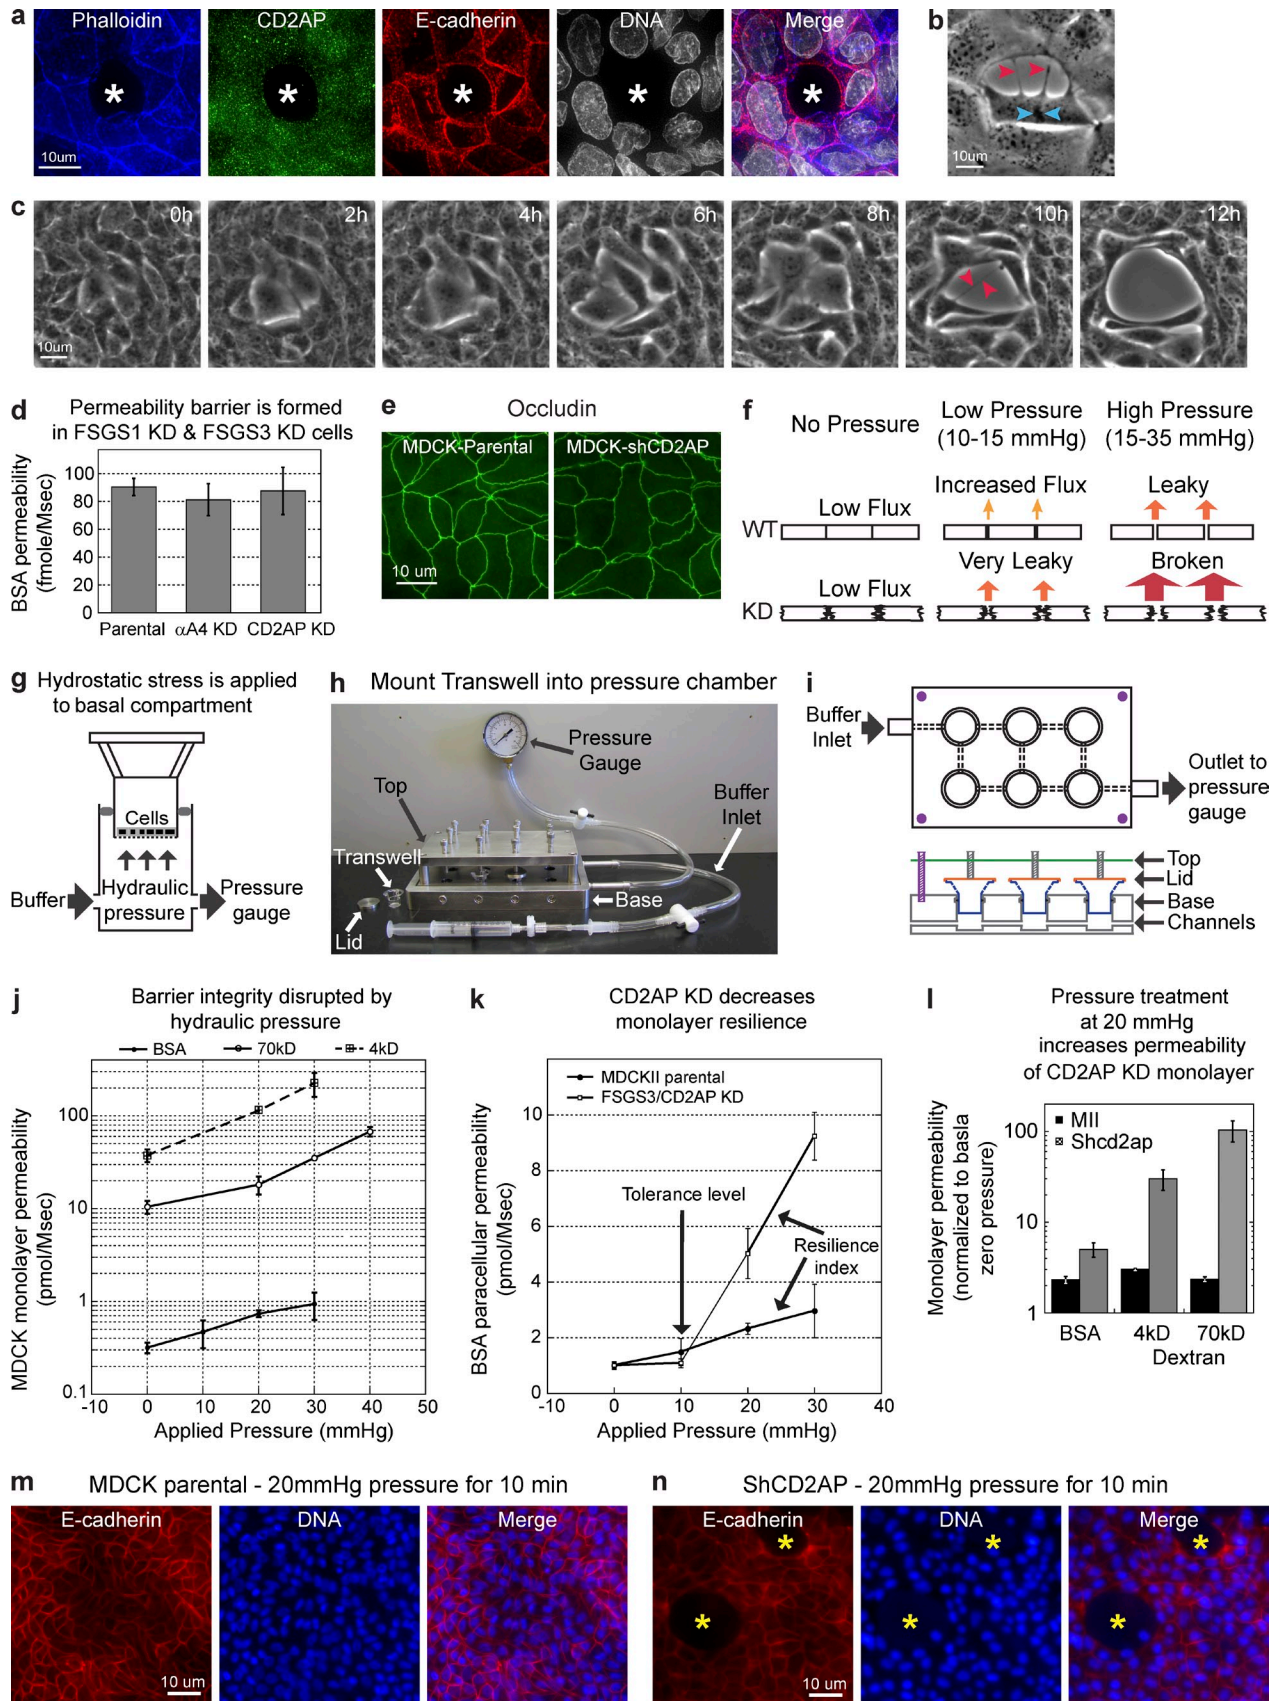 a
Phalloidin
CD2AP
E-cadherin
DNA
Merge
*
*
*
*
*
10um
b
10um
c
0h
2h
4h
6h
8h
10h
12h
10um
d
Permeability barrier is formed
in FSGS1 KD & FSGS3 KD cells
BSA permeability
(fmole/Msec)
100
80
60
40
20
0
Parental
αA4 KD
CD2AP KD
e
Occludin
MDCK-Parental
MDCK-shCD2AP
10 um
f
No Pressure
Low Pressure
(10-15 mmHg)
High Pressure
(15-35 mmHg)
WT
Low Flux
Increased Flux
Leaky
KD
Low Flux
Very Leaky
Broken
g
Hydrostatic stress is applied
to basal compartment
Cells
Buffer
Hydraulic
pressure
Pressure
gauge
h
Mount Transwell into pressure chamber
Pressure
Gauge
Top
Buffer
Inlet
Transwell
Base
Lid
i
Buffer
Inlet
Outlet to
pressure
gauge
Top
Lid
Base
Channels
j
Barrier integrity disrupted by
hydraulic pressure
BSA
70kD
4kD
MDCK monolayer permeability
(pmol/Msec)
100
10
1
0.1
-10
0
10
20
30
40
50
Applied Pressure (mmHg)
k
CD2AP KD decreases
monolayer resilience
MDCKII parental
FSGS3/CD2AP KD
BSA paracellular permeability
(pmol/Msec)
10
8
6
4
2
0
Tolerance level
Resilience
index
-10
0
10
20
30
40
Applied Pressure (mmHg)
l
Pressure treatment
at 20 mmHg
increases permeability
of CD2AP KD monolayer
MII
Shcd2ap
Monolayer permeability
(normalized to basla
zero pressure)
100
10
1
BSA
4kD
70kD
Dextran
m
MDCK parental - 20mmHg pressure for 10 min
E-cadherin
DNA
Merge
10 um
n
ShCD2AP - 20mmHg pressure for 10 min
E-cadherin
DNA
Merge
*
*
*
*
*
*
10 um